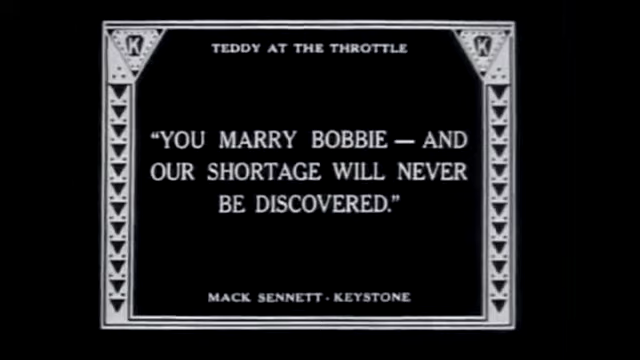 K K
TEDDY AT THE THROTTLE
"YOU MARRY BOBBIE — AND
OUR SHORTAGE WILL NEVER
BE DISCOVERED."
MACK SENNETT · KEYSTONE